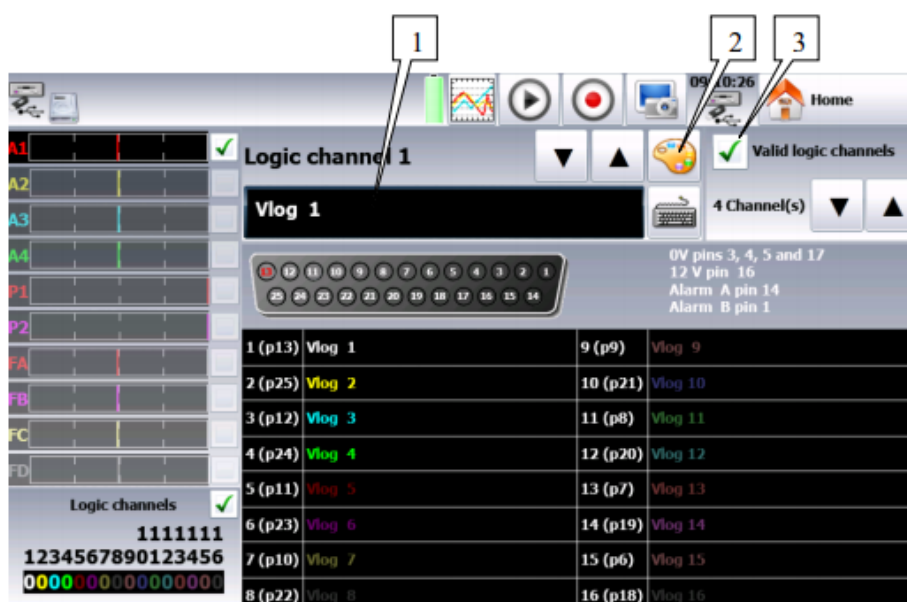 1
2
3
09:10:26
Home
A1
A2
A3
A4
P1
P2
FA
FB
FC
FD
Logic channels
1111111
1234567890123456
0000000000000000
Logic channel 1
Valid logic channels
Vlog 1
4 Channel(s)
13 12 11 10 9 8 7 6 5 4 3 2 1
25 24 23 22 21 20 19 18 17 16 15 14
0V pins 3, 4, 5 and 17
12 V pin 16
Alarm A pin 14
Alarm B pin 1
1 (p13) Vlog 1 9 (p9) Vlog 9
2 (p25) Vlog 2 10 (p21) Vlog 10
3 (p12) Vlog 3 11 (p8) Vlog 11
4 (p24) Vlog 4 12 (p20) Vlog 12
5 (p11) Vlog 5 13 (p7) Vlog 13
6 (p23) Vlog 6 14 (p19) Vlog 14
7 (p10) Vlog 7 15 (p6) Vlog 15
8 (p22) Vlog 8 16 (p18) Vlog 16